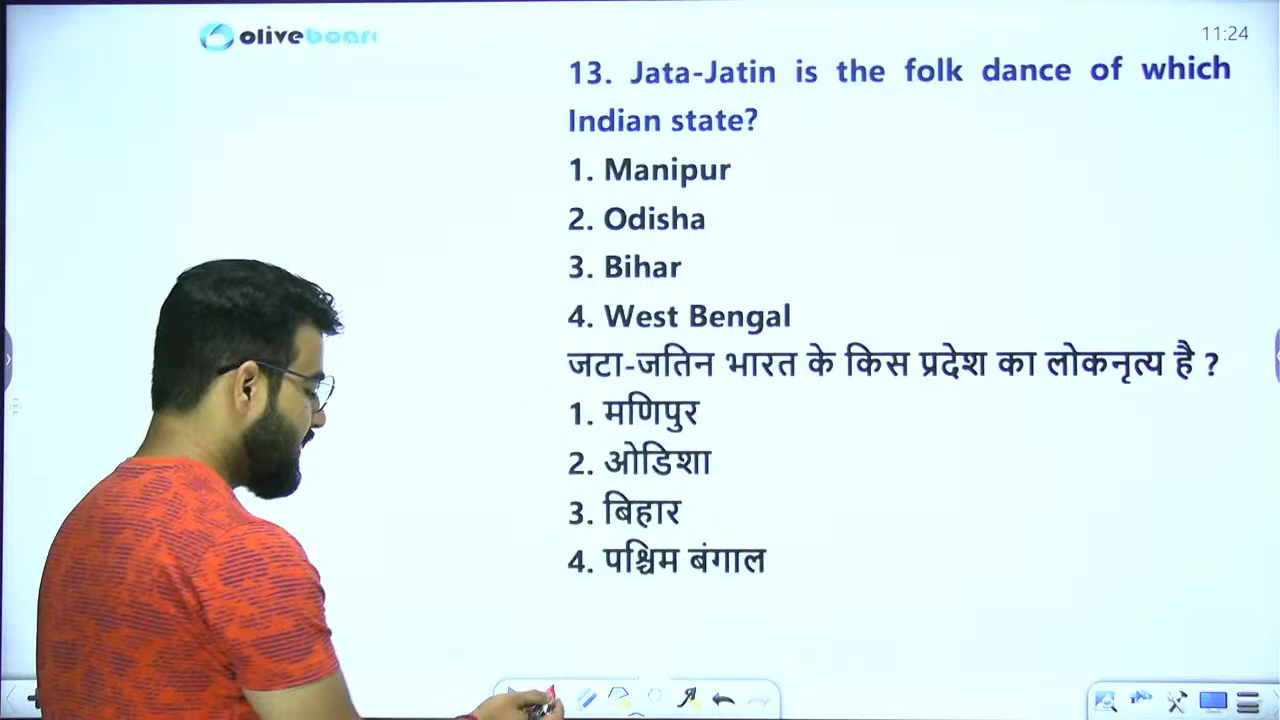 oliveboar
11:24
13. Jata-Jatin is the folk dance of which
Indian state?
1. Manipur
2. Odisha
3. Bihar
4. West Bengal
जटा-जतिन भारत के किस प्रदेश का लोकनृत्य है ?
1. मणिपुर
2. ओडिशा
3. बिहार
4. पश्चिम बंगाल